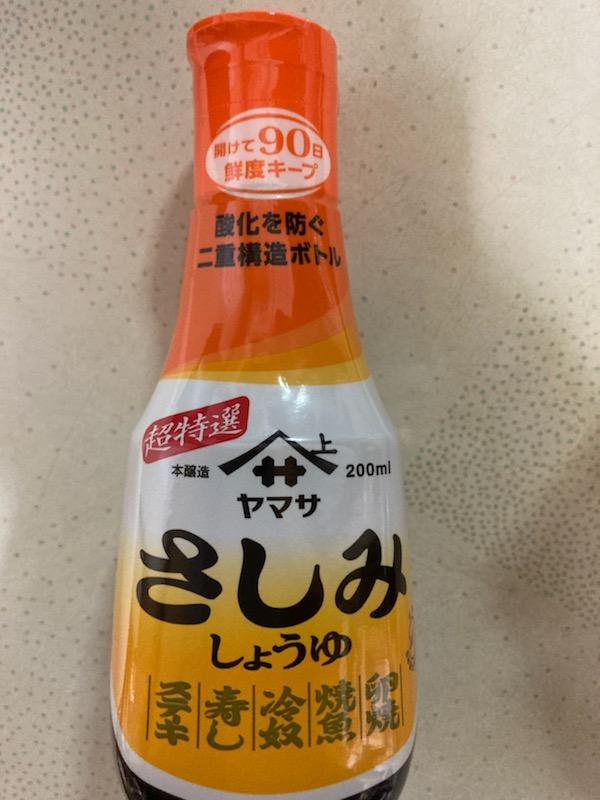 開けて90日
鮮度キープ
酸化を防ぐ
二重構造ボトル
超特選
上
本醸造
200ml
ヤマサ
さしみ
しょうゆ
卵焼
焼魚
冷奴
寿し
ステーキ